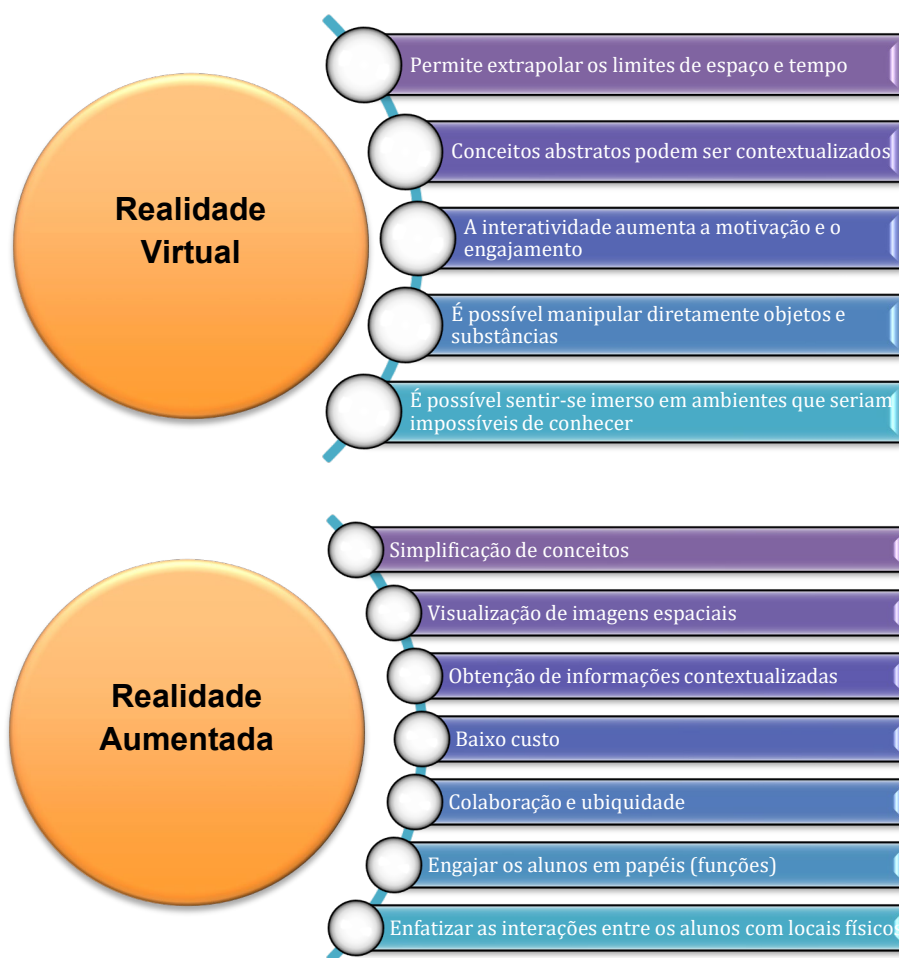 Realidade
Virtual
Permite extrapolar os limites de espaço e tempo
Conceitos abstratos podem ser contextualizados
A interatividade aumenta a motivação e o
engajamento
É possível manipular diretamente objetos e
substâncias
É possível sentir-se imerso em ambientes que seriam
impossíveis de conhecer
Realidade
Aumentada
Simplificação de conceitos
Visualização de imagens espaciais
Obtenção de informações contextualizadas
Baixo custo
Colaboração e ubiquidade
Engajar os alunos em papéis (funções)
Enfatizar as interações entre os alunos com locais físicos